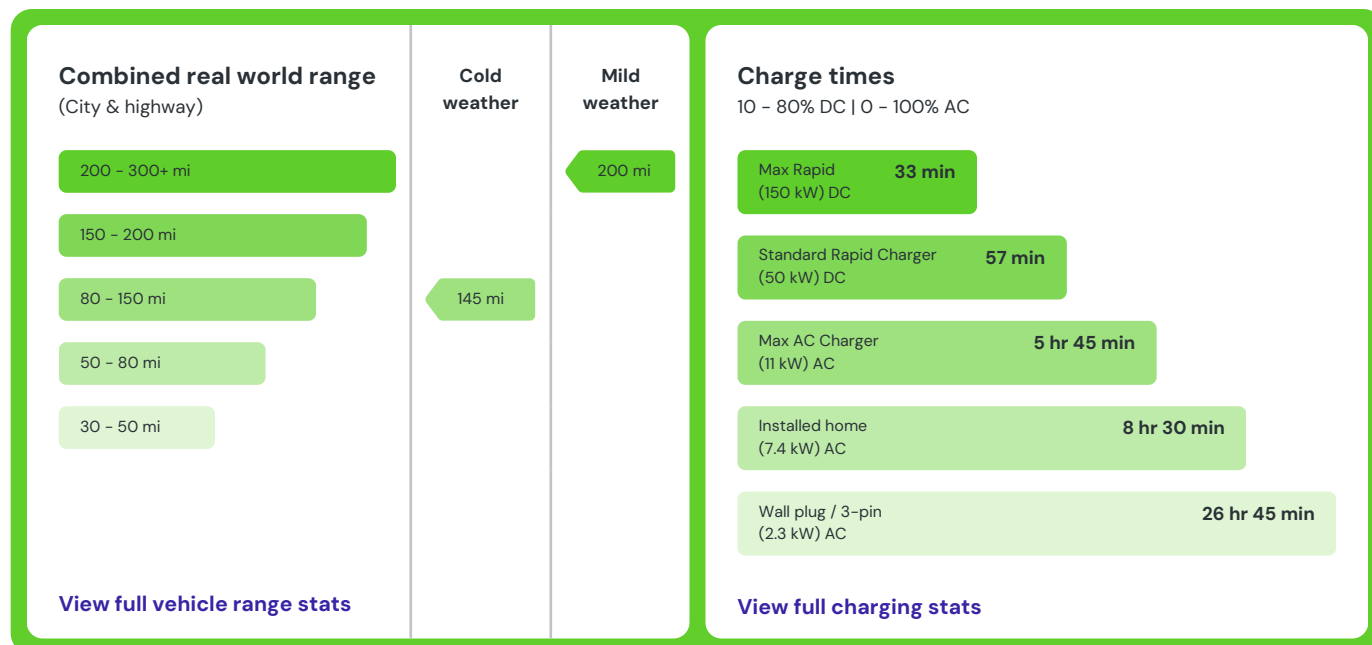 Combined real world range
(City & highway)
Cold
weather
Mild
weather
200 - 300+ mi
200 mi
150 - 200 mi
80 - 150 mi
145 mi
50 - 80 mi
30 - 50 mi
View full vehicle range stats
Charge times
10 - 80% DC | 0 - 100% AC
Max Rapid
(150 kW) DC
33 min
Standard Rapid Charger
(50 kW) DC
57 min
Max AC Charger
(11 kW) AC
5 hr 45 min
Installed home
(7.4 kW) AC
8 hr 30 min
Wall plug / 3-pin
(2.3 kW) AC
26 hr 45 min
View full charging stats